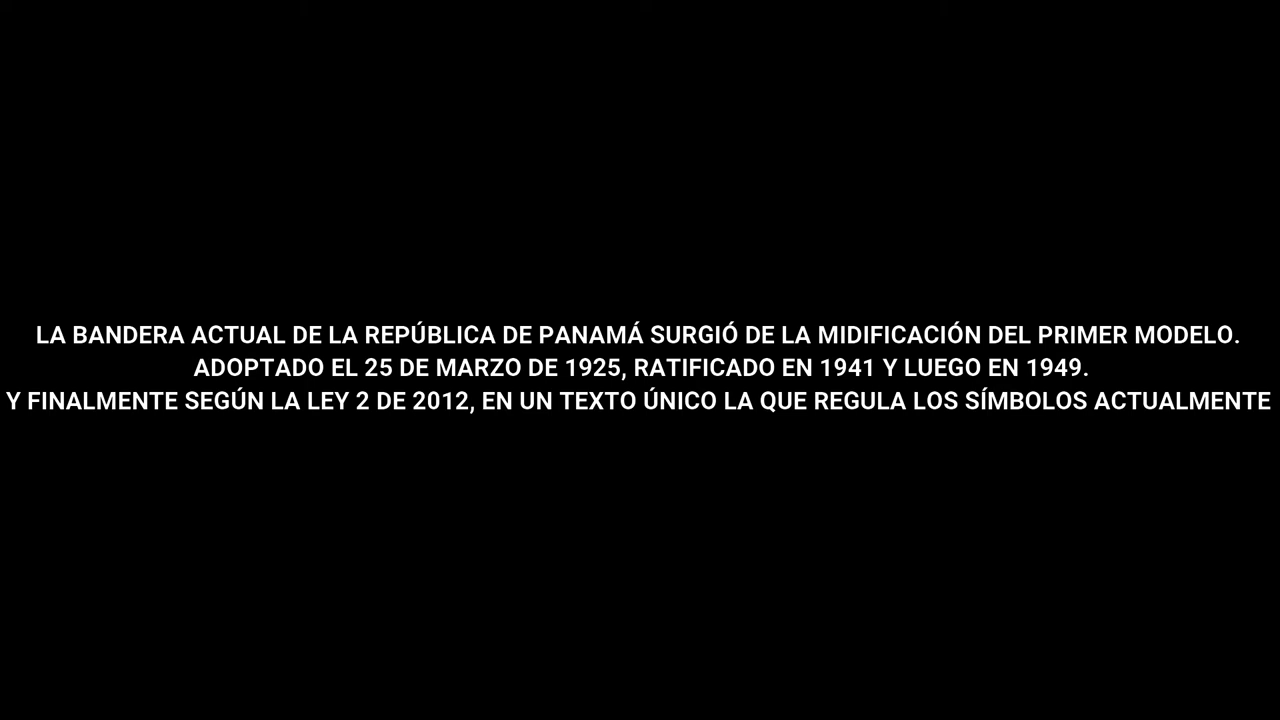 LA BANDERA ACTUAL DE LA REPÚBLICA DE PANAMÁ SURGIÓ DE LA MIDIFICACIÓN DEL PRIMER MODELO.
ADOPTADO EL 25 DE MARZO DE 1925, RATIFICADO EN 1941 Y LUEGO EN 1949.
Y FINALMENTE SEGÚN LA LEY 2 DE 2012, EN UN TEXTO ÚNICO LA QUE REGULA LOS SÍMBOLOS ACTUALMENTE